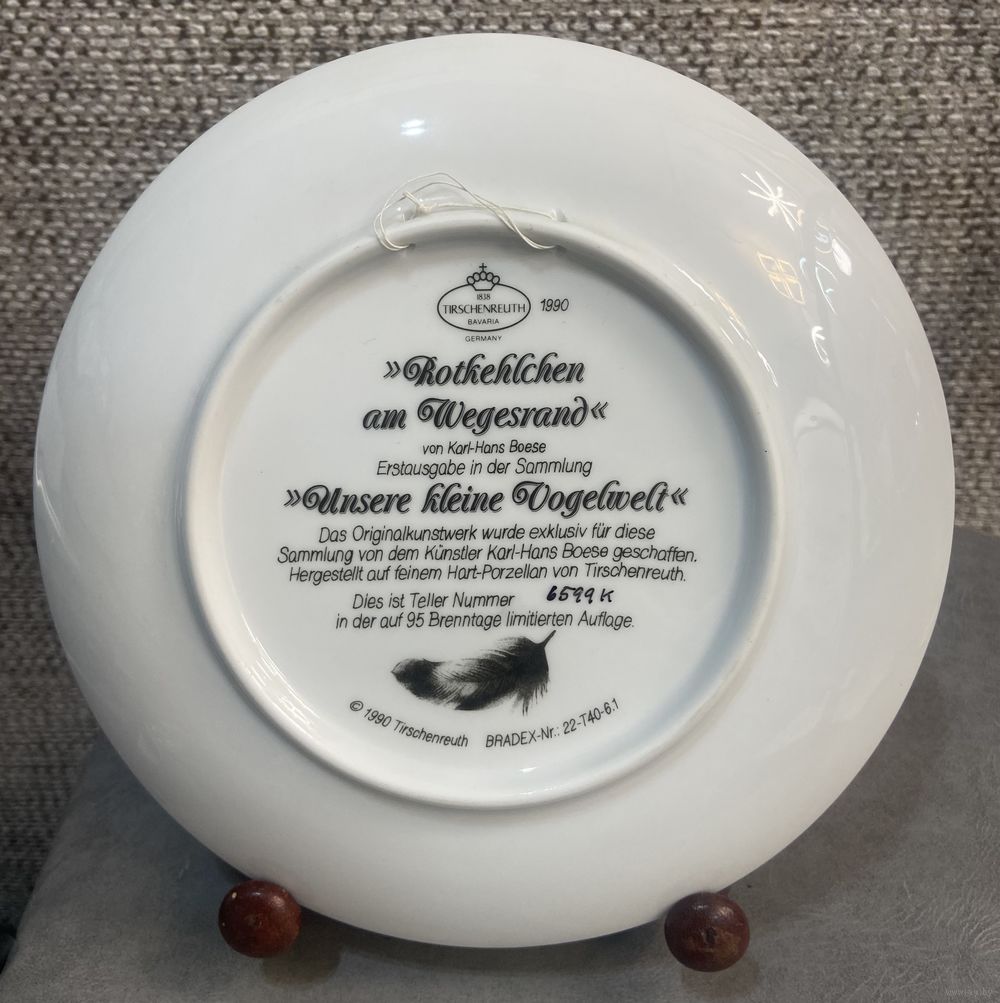 1838
TIRSCHENREUTH
BAVARIA
GERMANY
1990
»Rotkehlchen
am Wegesrand«
von Karl-Hans Boese
Erstausgabe in der Sammlung
»Unsere kleine Vogelwelt«
Das Originalkunstwerk wurde exklusiv für diese
Sammlung von dem Künstler Karl-Hans Boese geschaffen.
Hergestellt auf feinem Hart-Porzellan von Tirschenreuth.
Dies ist Teller Nummer 6599K
in der auf 95 Brenntage limitierten Auflage.
© 1990 Tirschenreuth BRADEX-Nr.: 22-T40-6.1